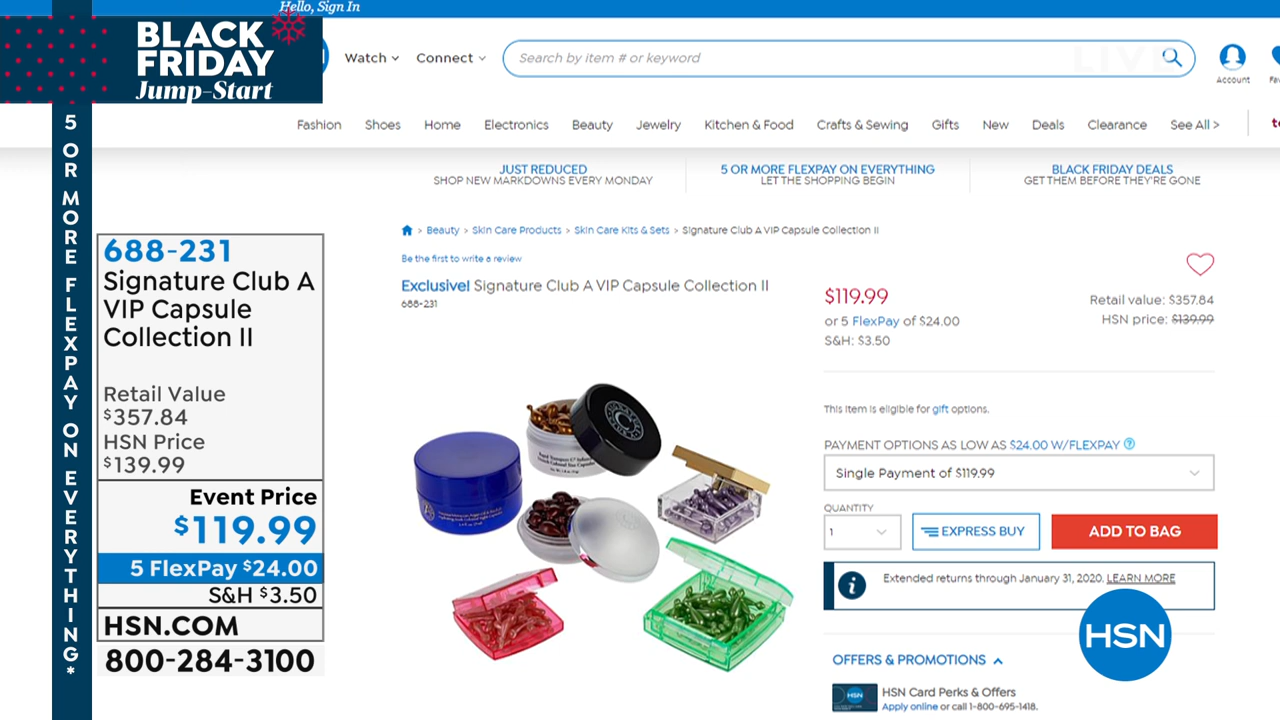 Hello, Sign In
BLACK
FRIDAY
Jump-Start
5 OR MORE FLEXPAY ON EVERYTHING*
Watch
Connect
Search by item # or keyword
LIVE
Account
Fashion
Shoes
Home
Electronics
Beauty
Jewelry
Kitchen & Food
Crafts & Sewing
Gifts
New
Deals
Clearance
See All >
JUST REDUCED
SHOP NEW MARKDOWNS EVERY MONDAY
5 OR MORE FLEXPAY ON EVERYTHING
LET THE SHOPPING BEGIN
BLACK FRIDAY DEALS
GET THEM BEFORE THEY'RE GONE
688-231
Signature Club A
VIP Capsule
Collection II
Retail Value
$357.84
HSN Price
$139.99
Event Price
$119.99
5 FlexPay $24.00
S&H $3.50
HSN.COM
800-284-3100
> Beauty > Skin Care Products > Skin Care Kits & Sets > Signature Club A VIP Capsule Collection II
Be the first to write a review
Exclusive! Signature Club A VIP Capsule Collection II
688-231
$119.99
or 5 FlexPay of $24.00
S&H: $3.50
Retail value: $357.84
HSN price: $139.99
This item is eligible for gift options.
PAYMENT OPTIONS AS LOW AS $24.00 W/FLEXPAY ?
Single Payment of $119.99
QUANTITY
1
EXPRESS BUY
ADD TO BAG
Extended returns through January 31, 2020. LEARN MORE
HSN
OFFERS & PROMOTIONS
HSN
HSN Card Perks & Offers
Apply online or call 1-800-695-1418.